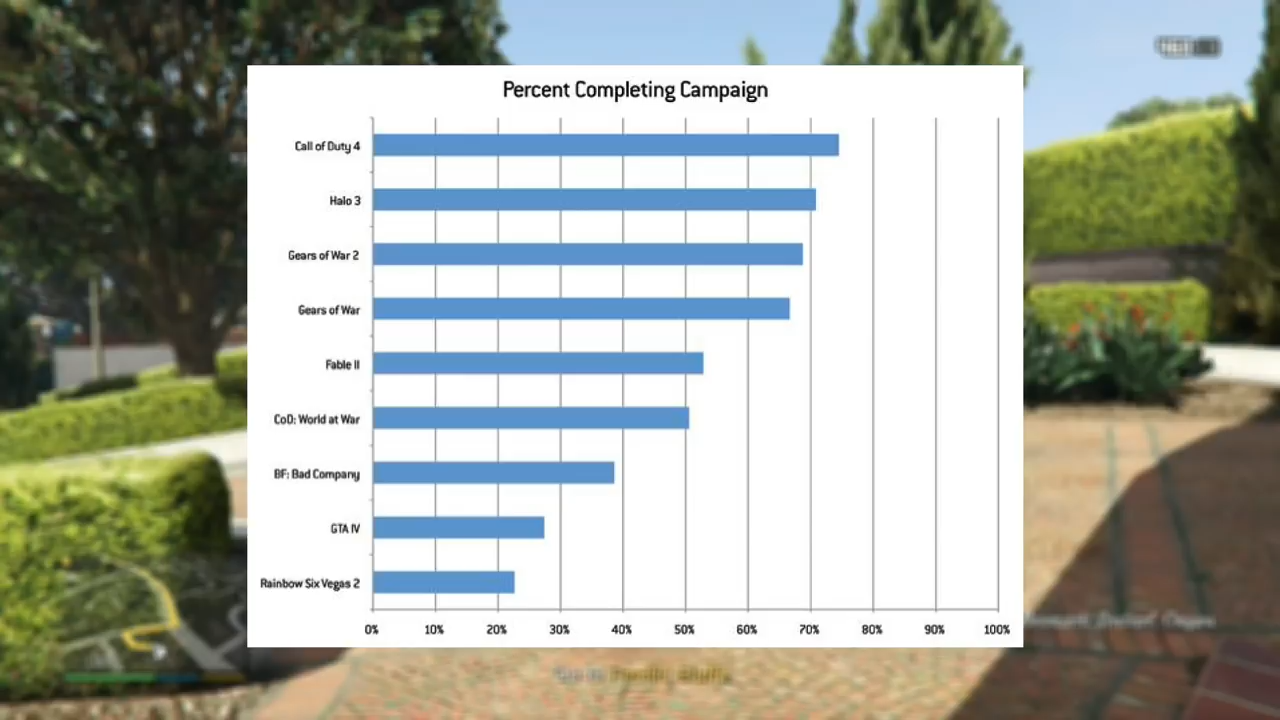 Percent Completing Campaign
Call of Duty 4
Halo 3
Gears of War 2
Gears of War
Fable II
CoD: World at War
BF: Bad Company
GTA IV
Rainbow Six Vegas 2
0% 10% 20% 30% 40% 50% 60% 70% 80% 90% 100%